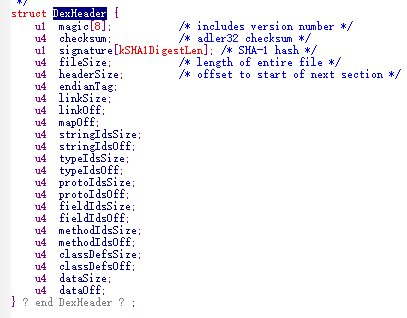 */
struct DexHeader {
u1 magic[8]; /* includes version number */
u4 checksum; /* adler32 checksum */
u1 signature[kSHA1DigestLen]; /* SHA-1 hash */
u4 fileSize; /* length of entire file */
u4 headerSize; /* offset to start of next section */
u4 endianTag;
u4 linkSize;
u4 linkOff;
u4 mapOff;
u4 stringIdsSize;
u4 stringIdsOff;
u4 typeIdsSize;
u4 typeIdsOff;
u4 protoIdsSize;
u4 protoIdsOff;
u4 fieldIdsSize;
u4 fieldIdsOff;
u4 methodIdsSize;
u4 methodIdsOff;
u4 classDefsSize;
u4 classDefsOff;
u4 dataSize;
u4 dataOff;
} ? end DexHeader ? ;